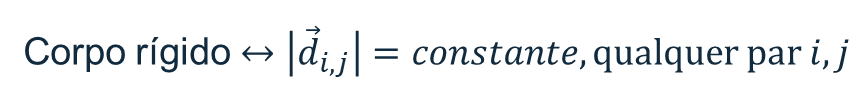 Corpo rígido ↔ |d⃗ᵢ,ⱼ| = constante, qualquer par i, j